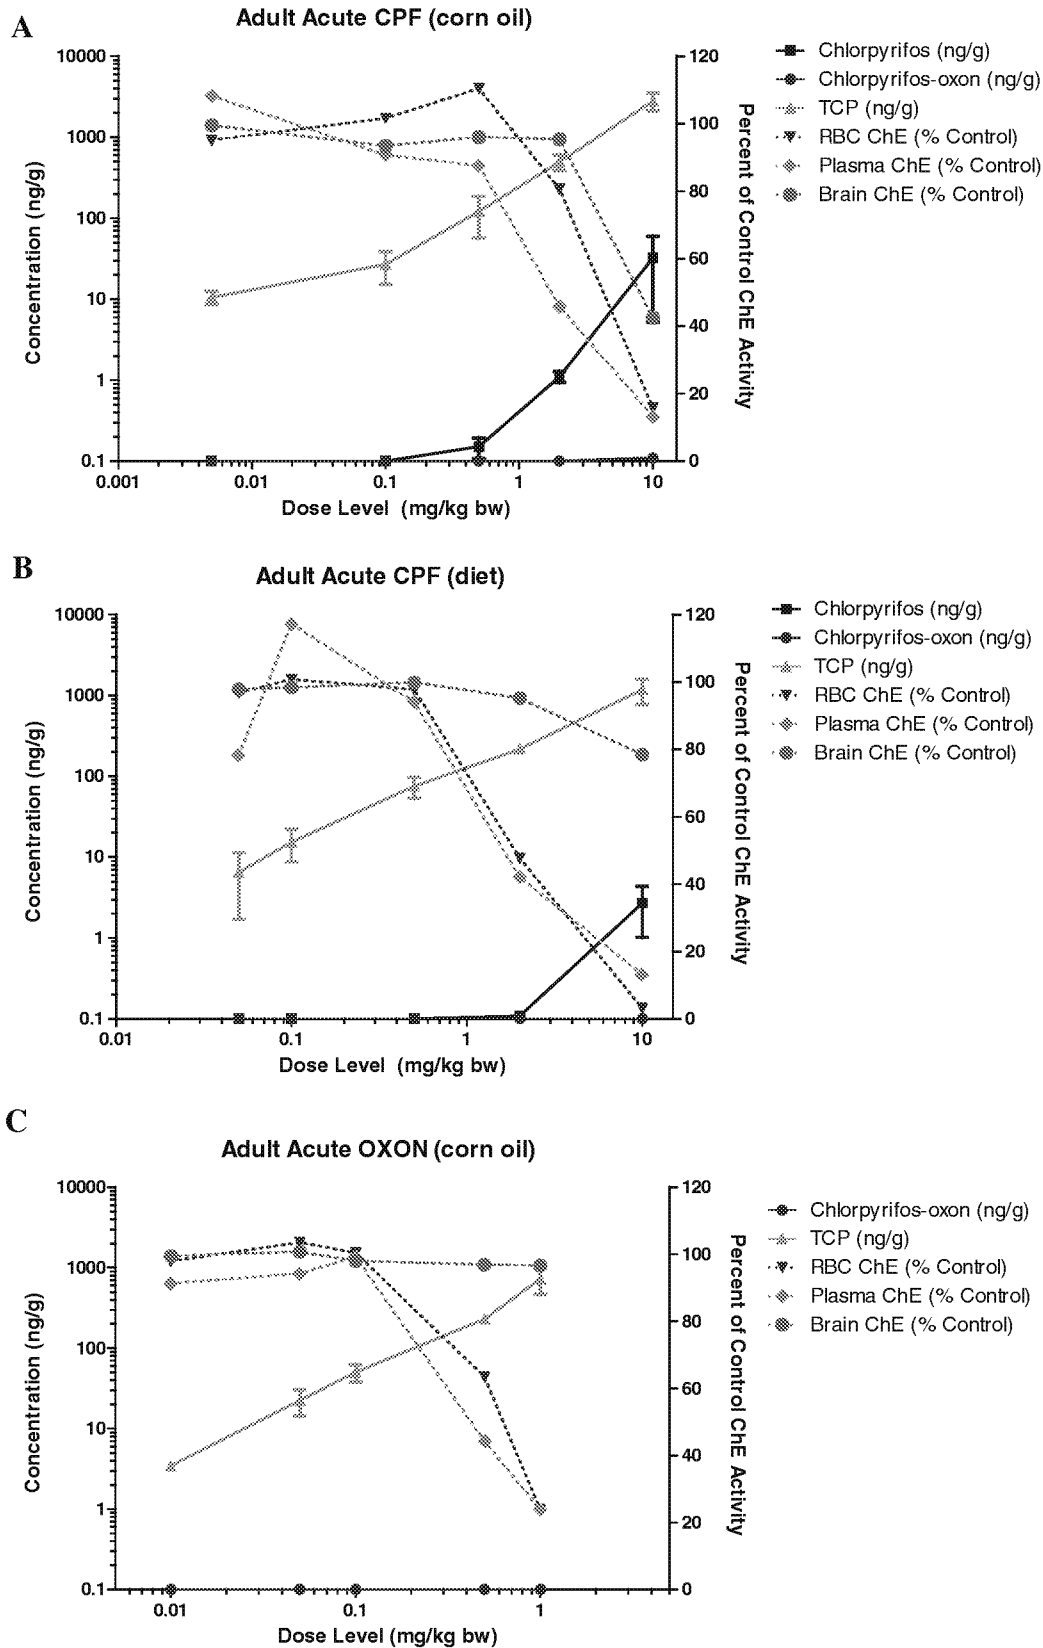 A
Adult Acute CPF (corn oil)
10000
1000
100
10
1
0.1
Concentration (ng/g)
120
100
80
60
40
20
0
Percent of Control ChE Activity
0.001
0.01
0.1
1
10
Dose Level (mg/kg bw)
Chlorpyrifos (ng/g)
Chlorpyrifos-oxon (ng/g)
TCP (ng/g)
RBC ChE (% Control)
Plasma ChE (% Control)
Brain ChE (% Control)
B
Adult Acute CPF (diet)
10000
1000
100
10
1
0.1
Concentration (ng/g)
120
100
80
60
40
20
0
Percent of Control ChE Activity
0.01
0.1
1
10
Dose Level (mg/kg bw)
Chlorpyrifos (ng/g)
Chlorpyrifos-oxon (ng/g)
TCP (ng/g)
RBC ChE (% Control)
Plasma ChE (% Control)
Brain ChE (% Control)
C
Adult Acute OXON (corn oil)
10000
1000
100
10
1
0.1
Concentration (ng/g)
120
100
80
60
40
20
0
Percent of Control ChE Activity
0.01
0.1
1
Dose Level (mg/kg bw)
Chlorpyrifos-oxon (ng/g)
TCP (ng/g)
RBC ChE (% Control)
Plasma ChE (% Control)
Brain ChE (% Control)